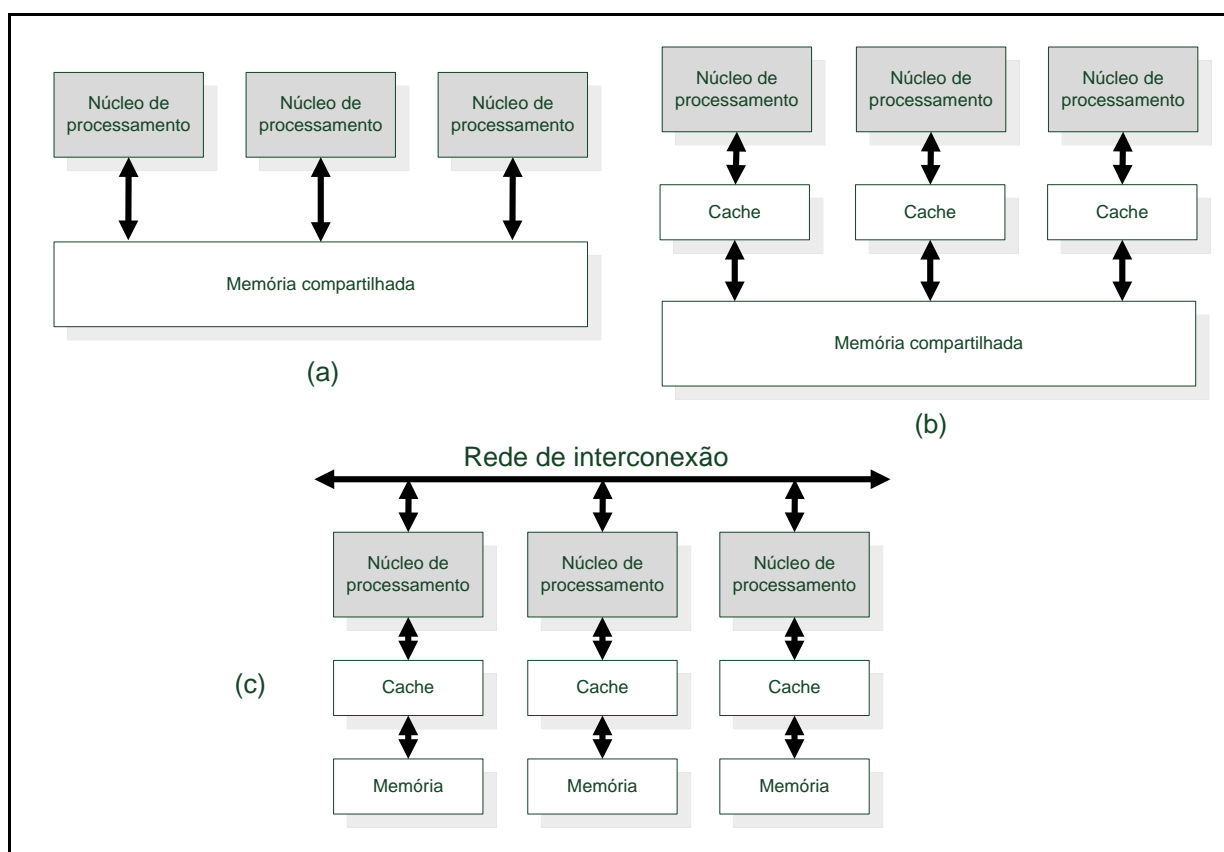 Núcleo de
processamento
Núcleo de
processamento
Núcleo de
processamento
Memória compartilhada
(a)
Núcleo de
processamento
Núcleo de
processamento
Núcleo de
processamento
Cache
Cache
Cache
Memória compartilhada
(b)
Rede de interconexão
Núcleo de
processamento
Núcleo de
processamento
Núcleo de
processamento
(c)
Cache
Cache
Cache
Memória
Memória
Memória